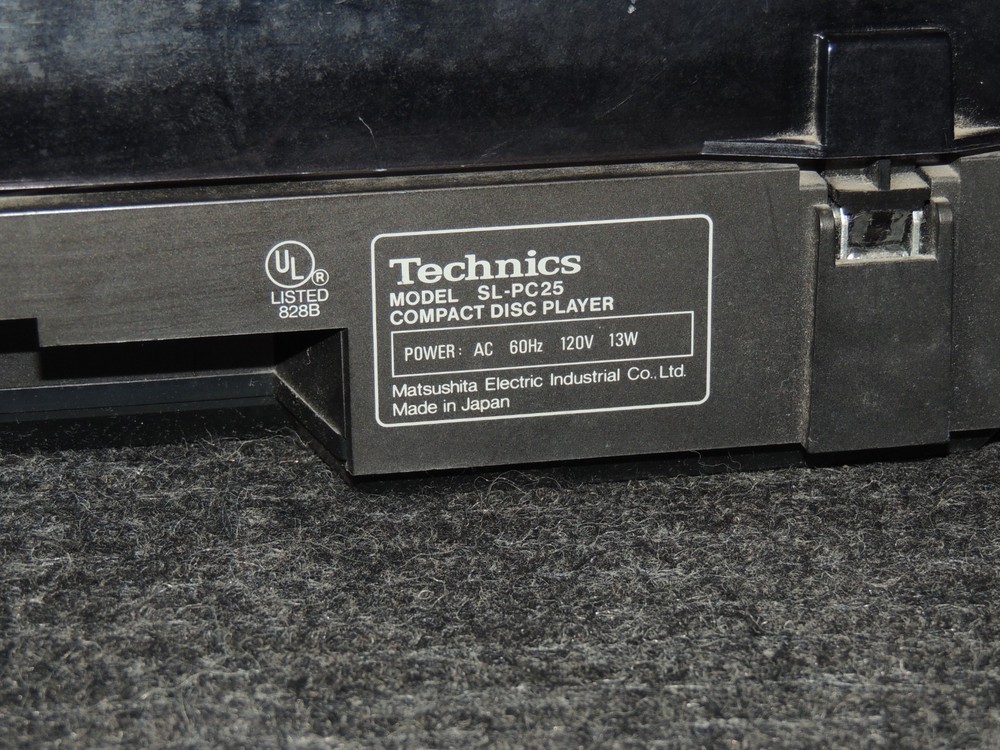 UL ®
LISTED
828B
Technics
MODEL SL-PC25
COMPACT DISC PLAYER
POWER: AC 60Hz 120V 13W
Matsushita Electric Industrial Co., Ltd.
Made in Japan